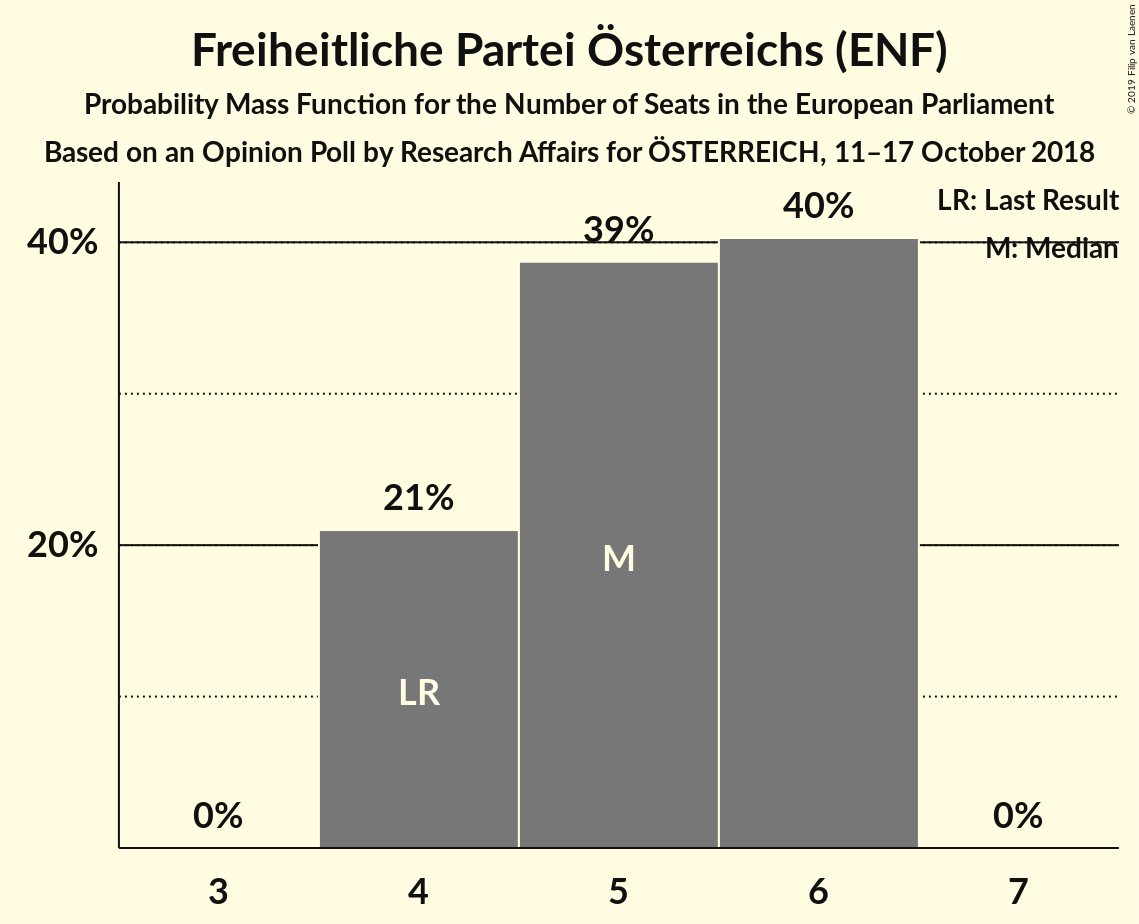 Freiheitliche Partei Österreichs (ENF)
Probability Mass Function for the Number of Seats in the European Parliament
Based on an Opinion Poll by Research Affairs for ÖSTERREICH, 11–17 October 2018
© 2019 Filip van Laenen
LR: Last Result
M: Median
40%
20%
0%
21%
39%
40%
0%
LR
M
3
4
5
6
7